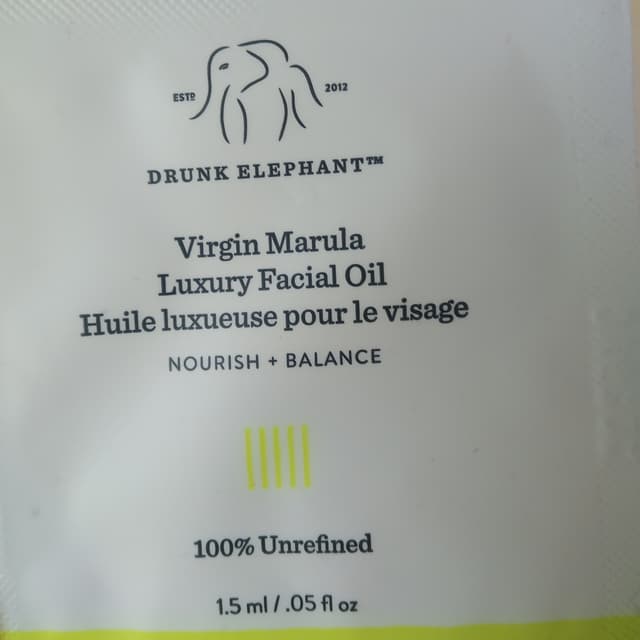 ESTD 2012
DRUNK ELEPHANT™
Virgin Marula
Luxury Facial Oil
Huile luxueuse pour le visage
NOURISH + BALANCE
100% Unrefined
1.5 ml / .05 fl oz